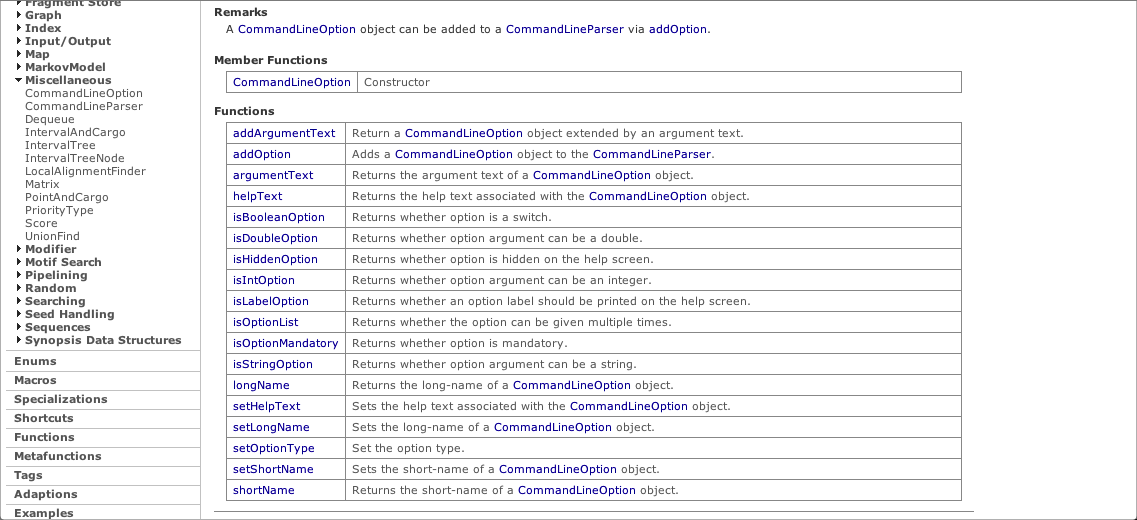 Fragment Store
Graph
Index
Input/Output
Map
MarkovModel
Miscellaneous
CommandLineOption
CommandLineParser
Dequeue
IntervalAndCargo
IntervalTree
IntervalTreeNode
LocalAlignmentFinder
Matrix
PointAndCargo
PriorityType
Score
UnionFind
Modifier
Motif Search
Pipelining
Random
Searching
Seed Handling
Sequences
Synopsis Data Structures
Enums
Macros
Specializations
Shortcuts
Functions
Metafunctions
Tags
Adaptions
Examples
Remarks
A CommandLineOption object can be added to a CommandLineParser via addOption.
Member Functions
CommandLineOption Constructor
Functions
addArgumentText Return a CommandLineOption object extended by an argument text.
addOption Adds a CommandLineOption object to the CommandLineParser.
argumentText Returns the argument text of a CommandLineOption object.
helpText Returns the help text associated with the CommandLineOption object.
isBooleanOption Returns whether option is a switch.
isDoubleOption Returns whether option argument can be a double.
isHiddenOption Returns whether option is hidden on the help screen.
isIntOption Returns whether option argument can be an integer.
isLabelOption Returns whether an option label should be printed on the help screen.
isOptionList Returns whether the option can be given multiple times.
isOptionMandatory Returns whether option is mandatory.
isStringOption Returns whether option argument can be a string.
longName Returns the long-name of a CommandLineOption object.
setHelpText Sets the help text associated with the CommandLineOption object.
setLongName Sets the long-name of a CommandLineOption object.
setOptionType Set the option type.
setShortName Sets the short-name of a CommandLineOption object.
shortName Returns the short-name of a CommandLineOption object.